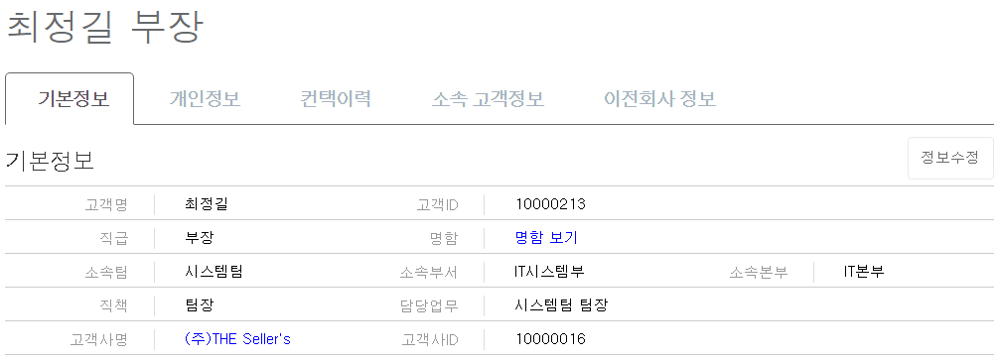 최정길 부장
기본정보 개인정보 컨택이력 소속 고객정보 이전회사 정보
기본정보 정보수정
고객명 최정길 고객ID 10000213
직급 부장 명함 명함 보기
소속팀 시스템팀 소속부서 IT시스템부 소속본부 IT본부
직책 팀장 담당업무 시스템팀 팀장
고객사명 (주)THE Seller's 고객사ID 10000016